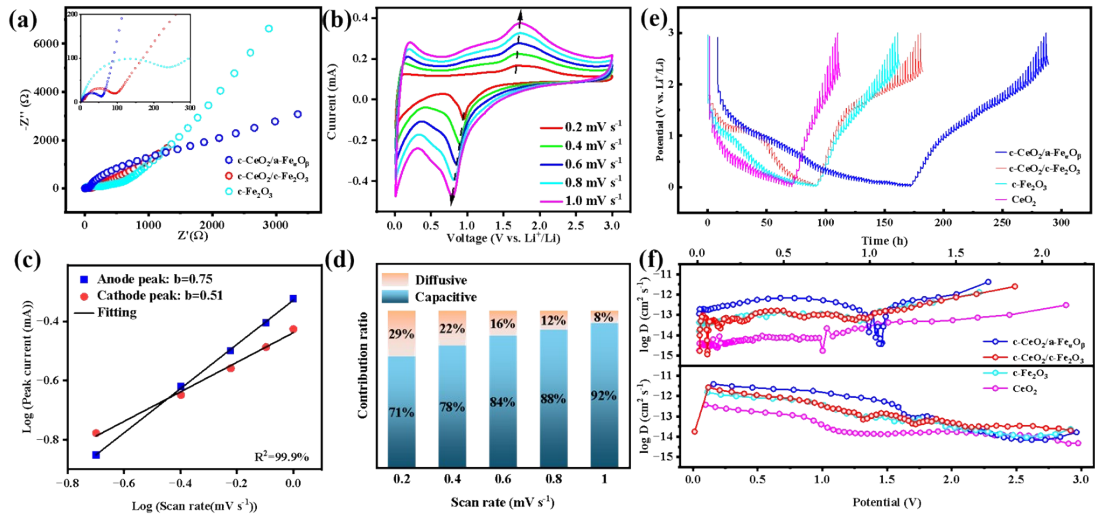 (a)
-Z''(Ω)
6000
4000
2000
0
200
100
0
0
100
200
300
c-CeO₂/a-FeₐOᵦ
c-CeO₂/c-Fe₂O₃
c-Fe₂O₃
0
1000
2000
3000
Z'(Ω)
(b)
Cuurent (mA)
0.4
0.2
0.0
-0.2
-0.4
0.2 mV s⁻¹
0.4 mV s⁻¹
0.6 mV s⁻¹
0.8 mV s⁻¹
1.0 mV s⁻¹
0.0
0.5
1.0
1.5
2.0
2.5
3.0
Voltage (V vs. Li⁺/Li)
(e)
Potential (V vs. Li⁺/Li)
3
2
1
0
c-CeO₂/a-FeₐOᵦ
c-CeO₂/c-Fe₂O₃
c-Fe₂O₃
CeO₂
0
50
100
150
200
250
300
Time (h)
(c)
Log (Peak current (mA))
−0.4
−0.6
−0.8
Anode peak: b=0.75
Cathode peak: b=0.51
Fitting
R²=99.9%
−0.8
−0.6
−0.4
−0.2
0.0
Log (Scan rate(mV s⁻¹))
(d)
Contribution ratio
Diffusive
Capacitive
29%
22%
16%
12%
8%
71%
78%
84%
88%
92%
0.2
0.4
0.6
0.8
1
Scan rate (mV s⁻¹)
(f)
0.0
0.5
1.0
1.5
2.0
log D (cm² s⁻¹)
−11
−12
−13
−14
−15
c-CeO₂/a-FeₐOᵦ
c-CeO₂/c-Fe₂O₃
c-Fe₂O₃
CeO₂
log D (cm² s⁻¹)
−11
−12
−13
−14
−15
0.0
0.5
1.0
1.5
2.0
2.5
3.0
Potential (V)